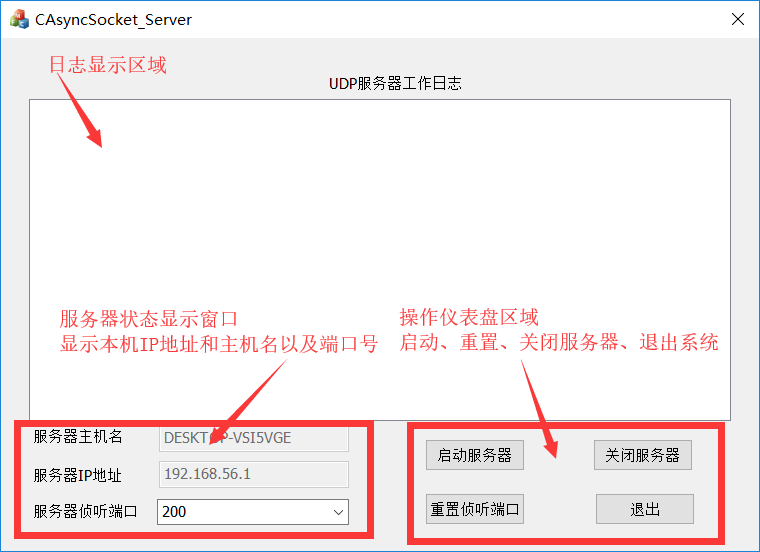 CAsyncSocket_Server
日志显示区域
UDP服务器工作日志
服务器状态显示窗口
显示本机IP地址和主机名以及端口号
操作仪表盘区域
启动、重置、关闭服务器、退出系统
服务器主机名
DESKTOP-VSI5VGE
服务器IP地址
192.168.56.1
服务器侦听端口
200
启动服务器
关闭服务器
重置侦听端口
退出